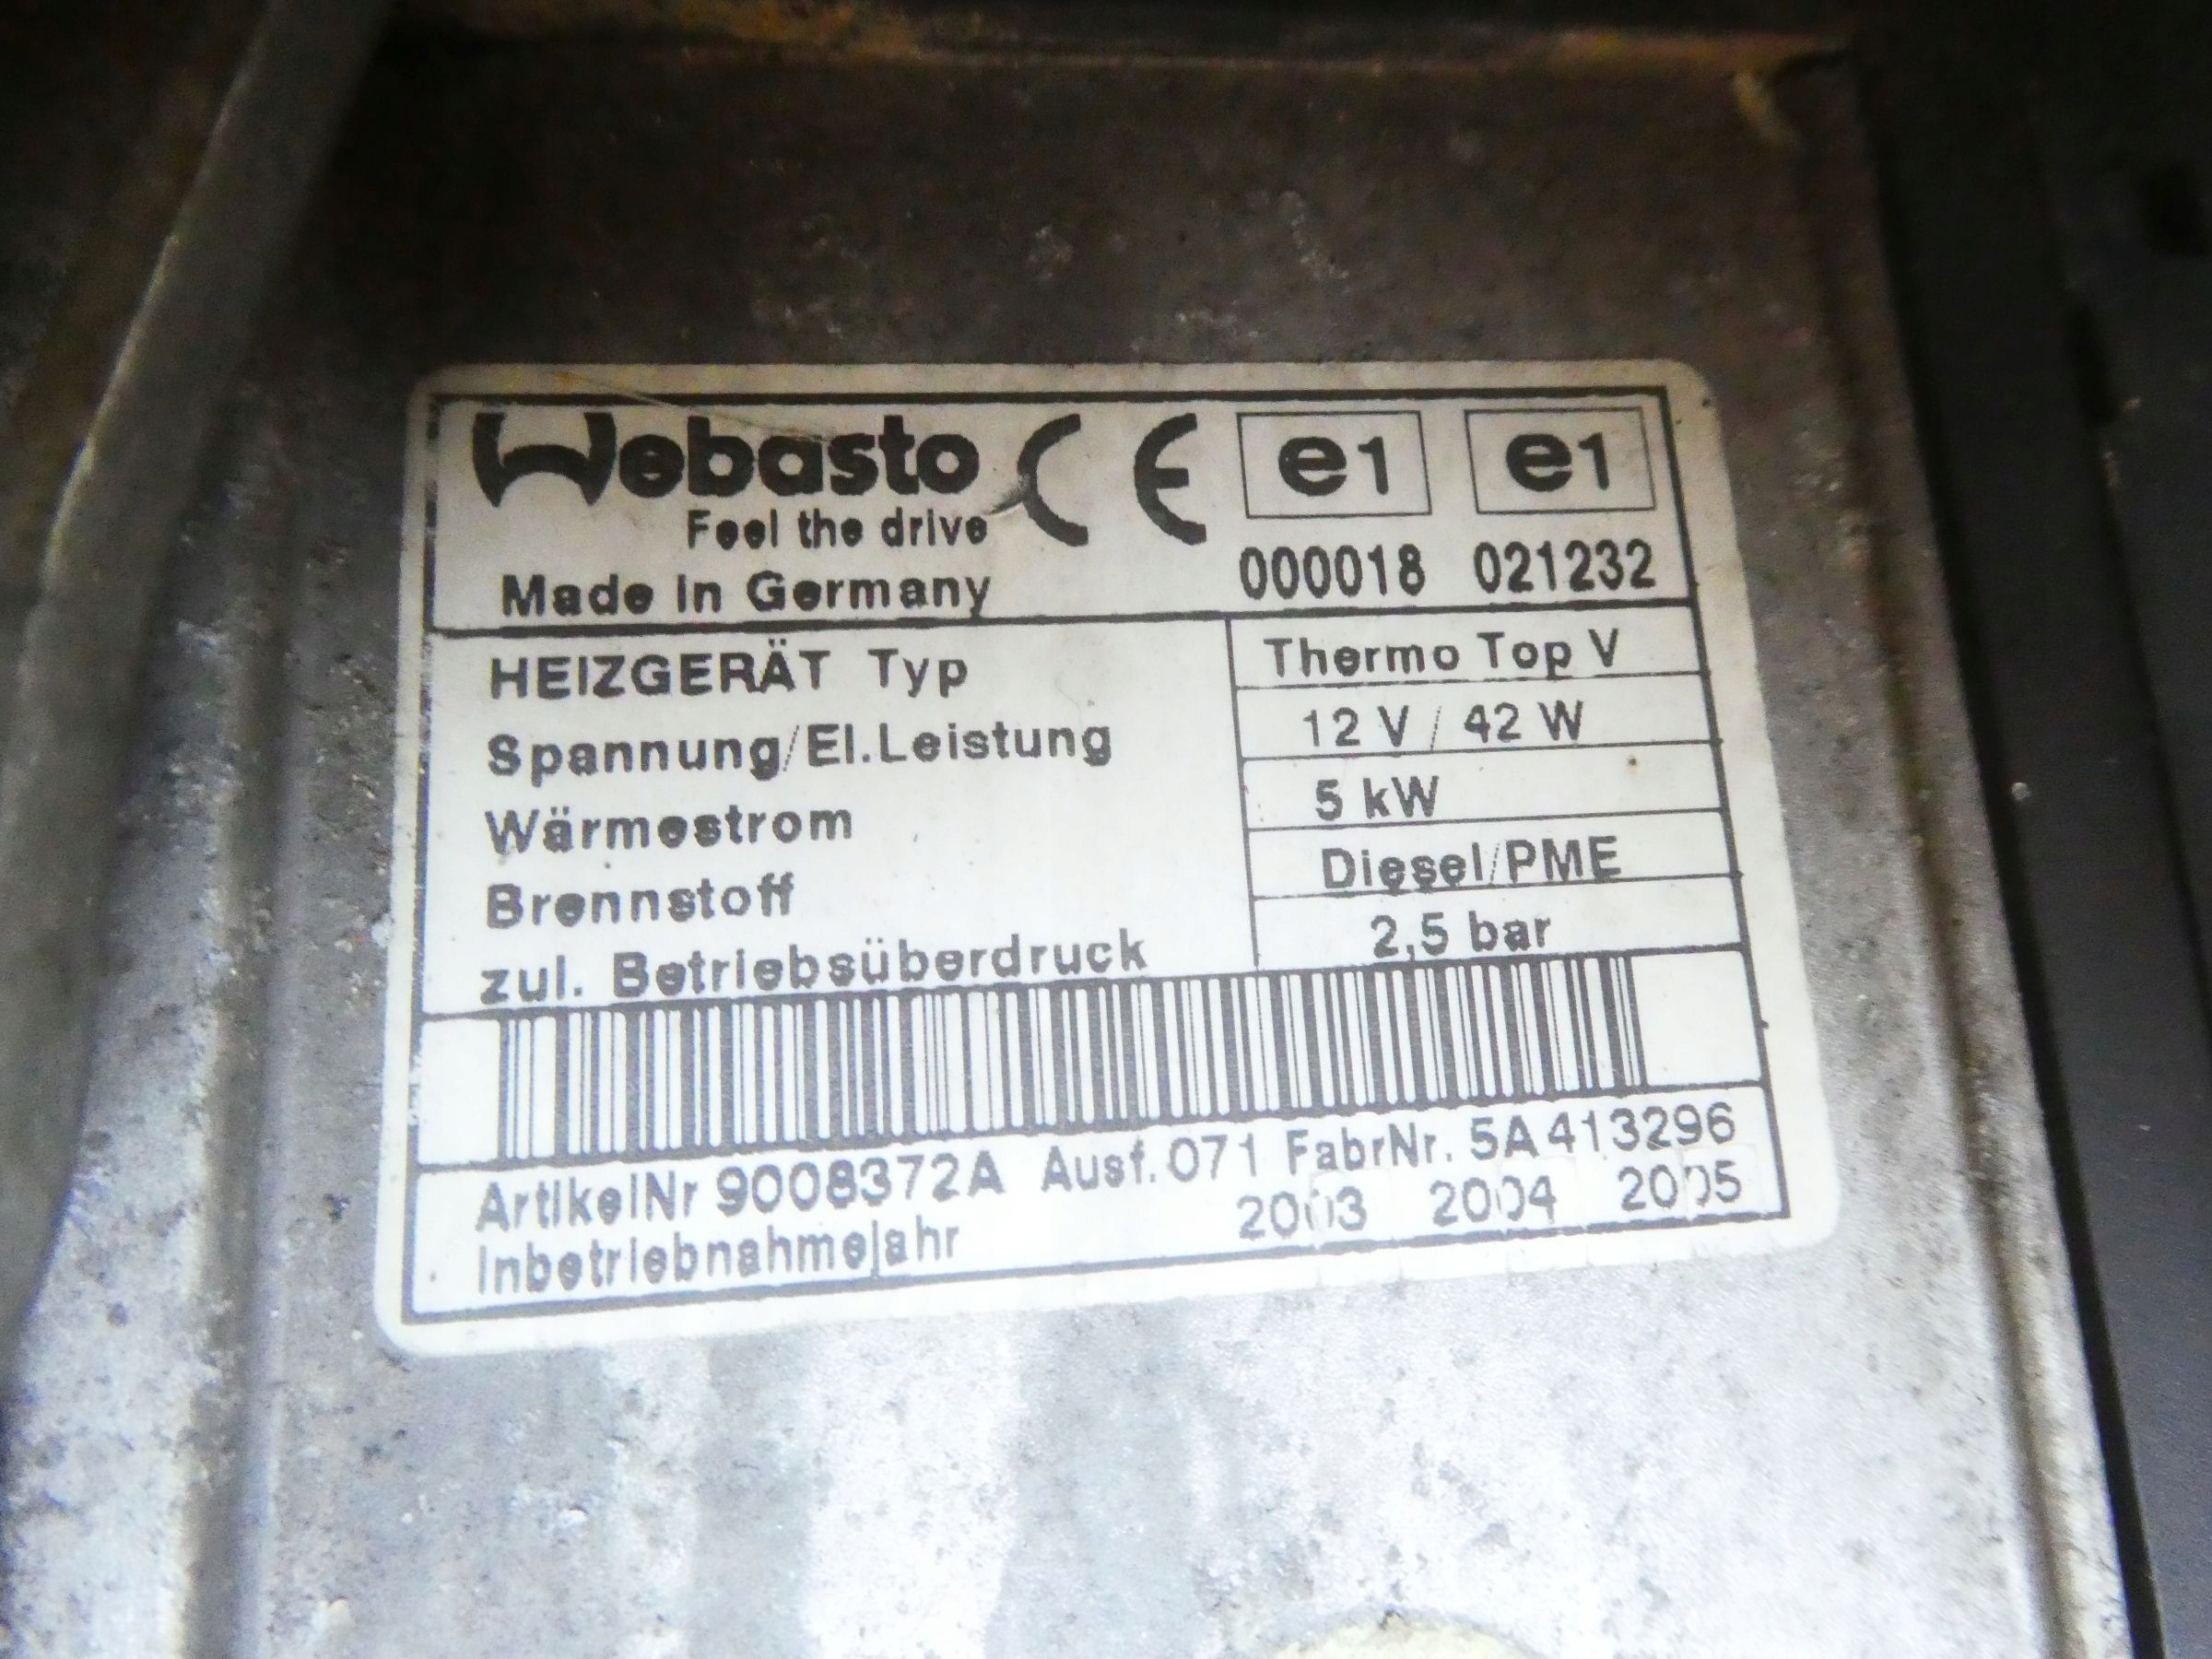 Webasto CE e1 e1
Feel the drive
Made in Germany 000018 021232
HEIZGERÄT Typ Thermo Top V
Spannung/El.Leistung 12 V / 42 W
Wärmestrom 5 kW
Brennstoff Diesel/PME
zul. Betriebsüberdruck 2,5 bar
ArtikelNr 9008372A Ausf. 071 FabrNr. 5A413296
Inbetriebnahmejahr 2003 2004 2005